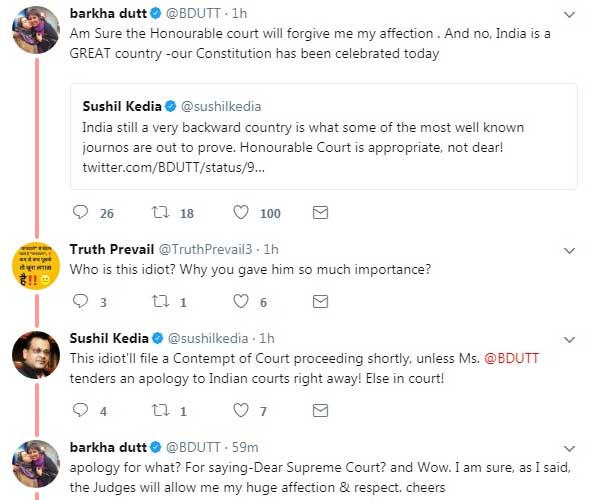 barkha dutt @BDUTT · 1h
Am Sure the Honourable court will forgive me my affection . And no, India is a
GREAT country -our Constitution has been celebrated today
Sushil Kedia @sushilkedia
India still a very backward country is what some of the most well known
journos are out to prove. Honourable Court is appropriate, not dear!
twitter.com/BDUTT/status/9...
26 18 100
Truth Prevail @TruthPrevail3 · 1h
Who is this idiot? Why you gave him so much importance?
3 1 6
Sushil Kedia @sushilkedia · 1h
This idiot'll file a Contempt of Court proceeding shortly, unless Ms. @BDUTT
tenders an apology to Indian courts right away! Else in court!
4 1 7
barkha dutt @BDUTT · 59m
apology for what? For saying-Dear Supreme Court? and Wow. I am sure, as I said,
the Judges will allow me my huge affection & respect. cheers